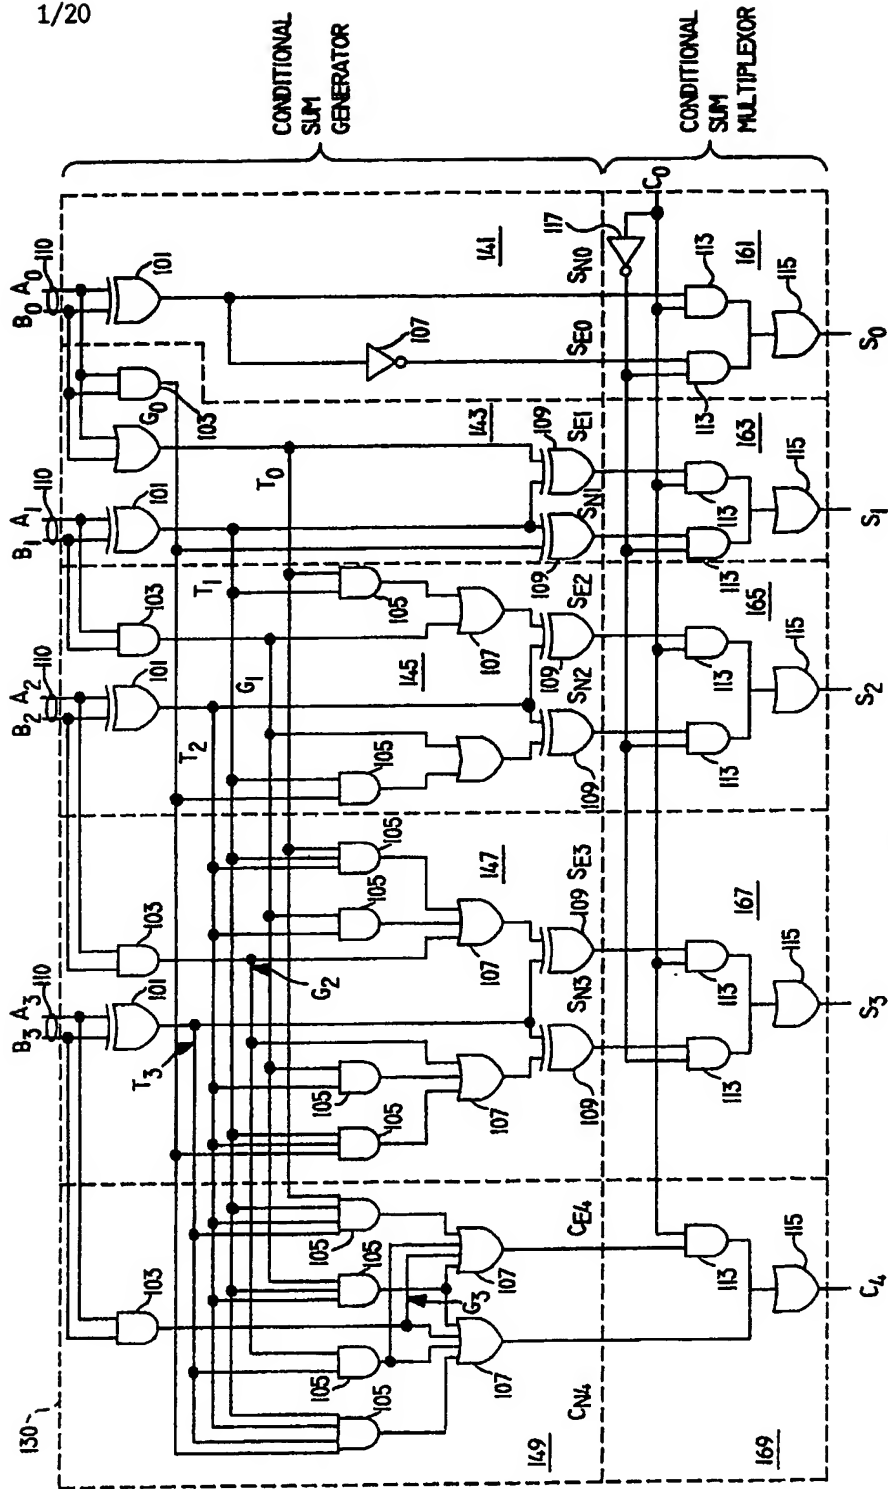 1/20
CONDITIONAL
SUM
GENERATOR
CONDITIONAL
SUM
MULTIPLEXOR
130
B3 A3 110
B2 A2 110
B1 A1 110
B0 A0 110
103
101
103
101
103
101
G0
103
101
T3
G2
T2
G1
T1
T0
105
105
105
105
G3
107
107
105
105
107
105
105
107
105
107
105
107
149
147
145
143
141
109
109
109
109
109
109
117
CN4
CE4
SN3
SE3
SN2
SE2
SN1
SE1
SE0
SN0
C0
113
113
113
113
113
113
113
113
113
169
167
165
163
161
115
115
115
115
115
C4
S3
S2
S1
S0